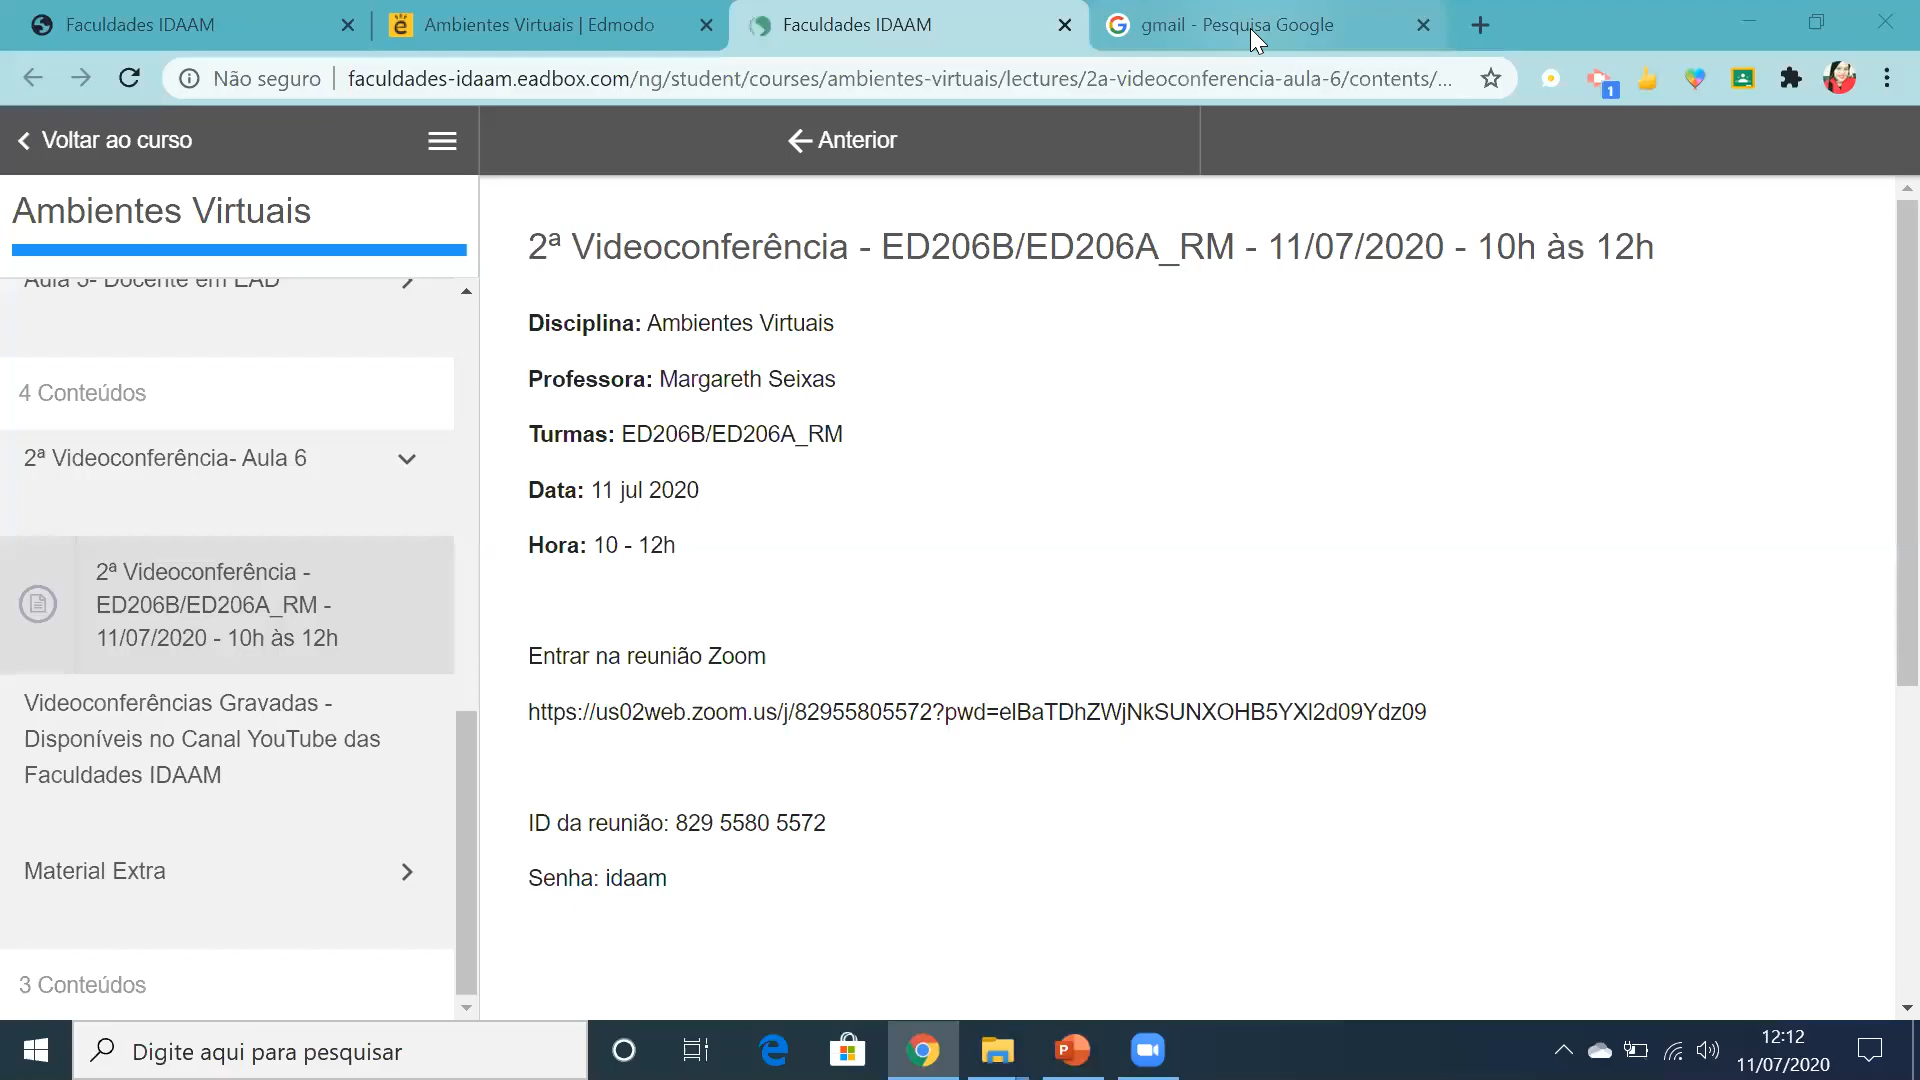 Faculdades IDAAM
Ambientes Virtuais | Edmodo
Faculdades IDAAM
gmail - Pesquisa Google
Não seguro
faculdades-idaam.eadbox.com/ng/student/courses/ambientes-virtuais/lectures/2a-videoconferencia-aula-6/contents/...
1
Voltar ao curso
Anterior
Ambientes Virtuais
Aula 5- Docente em EAD
4 Conteúdos
2ª Videoconferência- Aula 6
2ª Videoconferência -
ED206B/ED206A_RM -
11/07/2020 - 10h às 12h
Videoconferências Gravadas -
Disponíveis no Canal YouTube das
Faculdades IDAAM
Material Extra
3 Conteúdos
2ª Videoconferência - ED206B/ED206A_RM - 11/07/2020 - 10h às 12h
Disciplina: Ambientes Virtuais
Professora: Margareth Seixas
Turmas: ED206B/ED206A_RM
Data: 11 jul 2020
Hora: 10 - 12h
Entrar na reunião Zoom
https://us02web.zoom.us/j/82955805572?pwd=elBaTDhZWjNkSUNXOHB5YXl2d09Ydz09
ID da reunião: 829 5580 5572
Senha: idaam
Digite aqui para pesquisar
12:12
11/07/2020